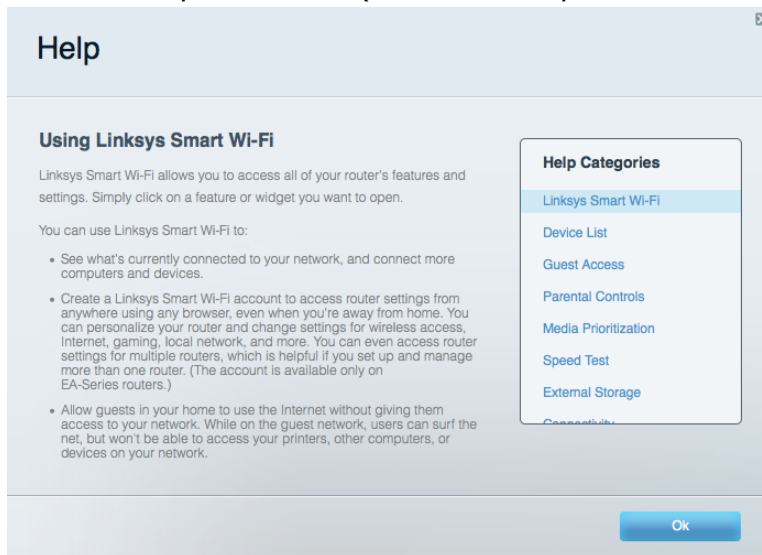 Help
Using Linksys Smart Wi-Fi
Linksys Smart Wi-Fi allows you to access all of your router's features and
settings. Simply click on a feature or widget you want to open.
You can use Linksys Smart Wi-Fi to:
• See what's currently connected to your network, and connect more
computers and devices.
• Create a Linksys Smart Wi-Fi account to access router settings from
anywhere using any browser, even when you're away from home. You
can personalize your router and change settings for wireless access,
Internet, gaming, local network, and more. You can even access router
settings for multiple routers, which is helpful if you set up and manage
more than one router. (The account is available only on
EA-Series routers.)
• Allow guests in your home to use the Internet without giving them
access to your network. While on the guest network, users can surf the
net, but won't be able to access your printers, other computers, or
devices on your network.
Help Categories
Linksys Smart Wi-Fi
Device List
Guest Access
Parental Controls
Media Prioritization
Speed Test
External Storage
Connectivity
Ok